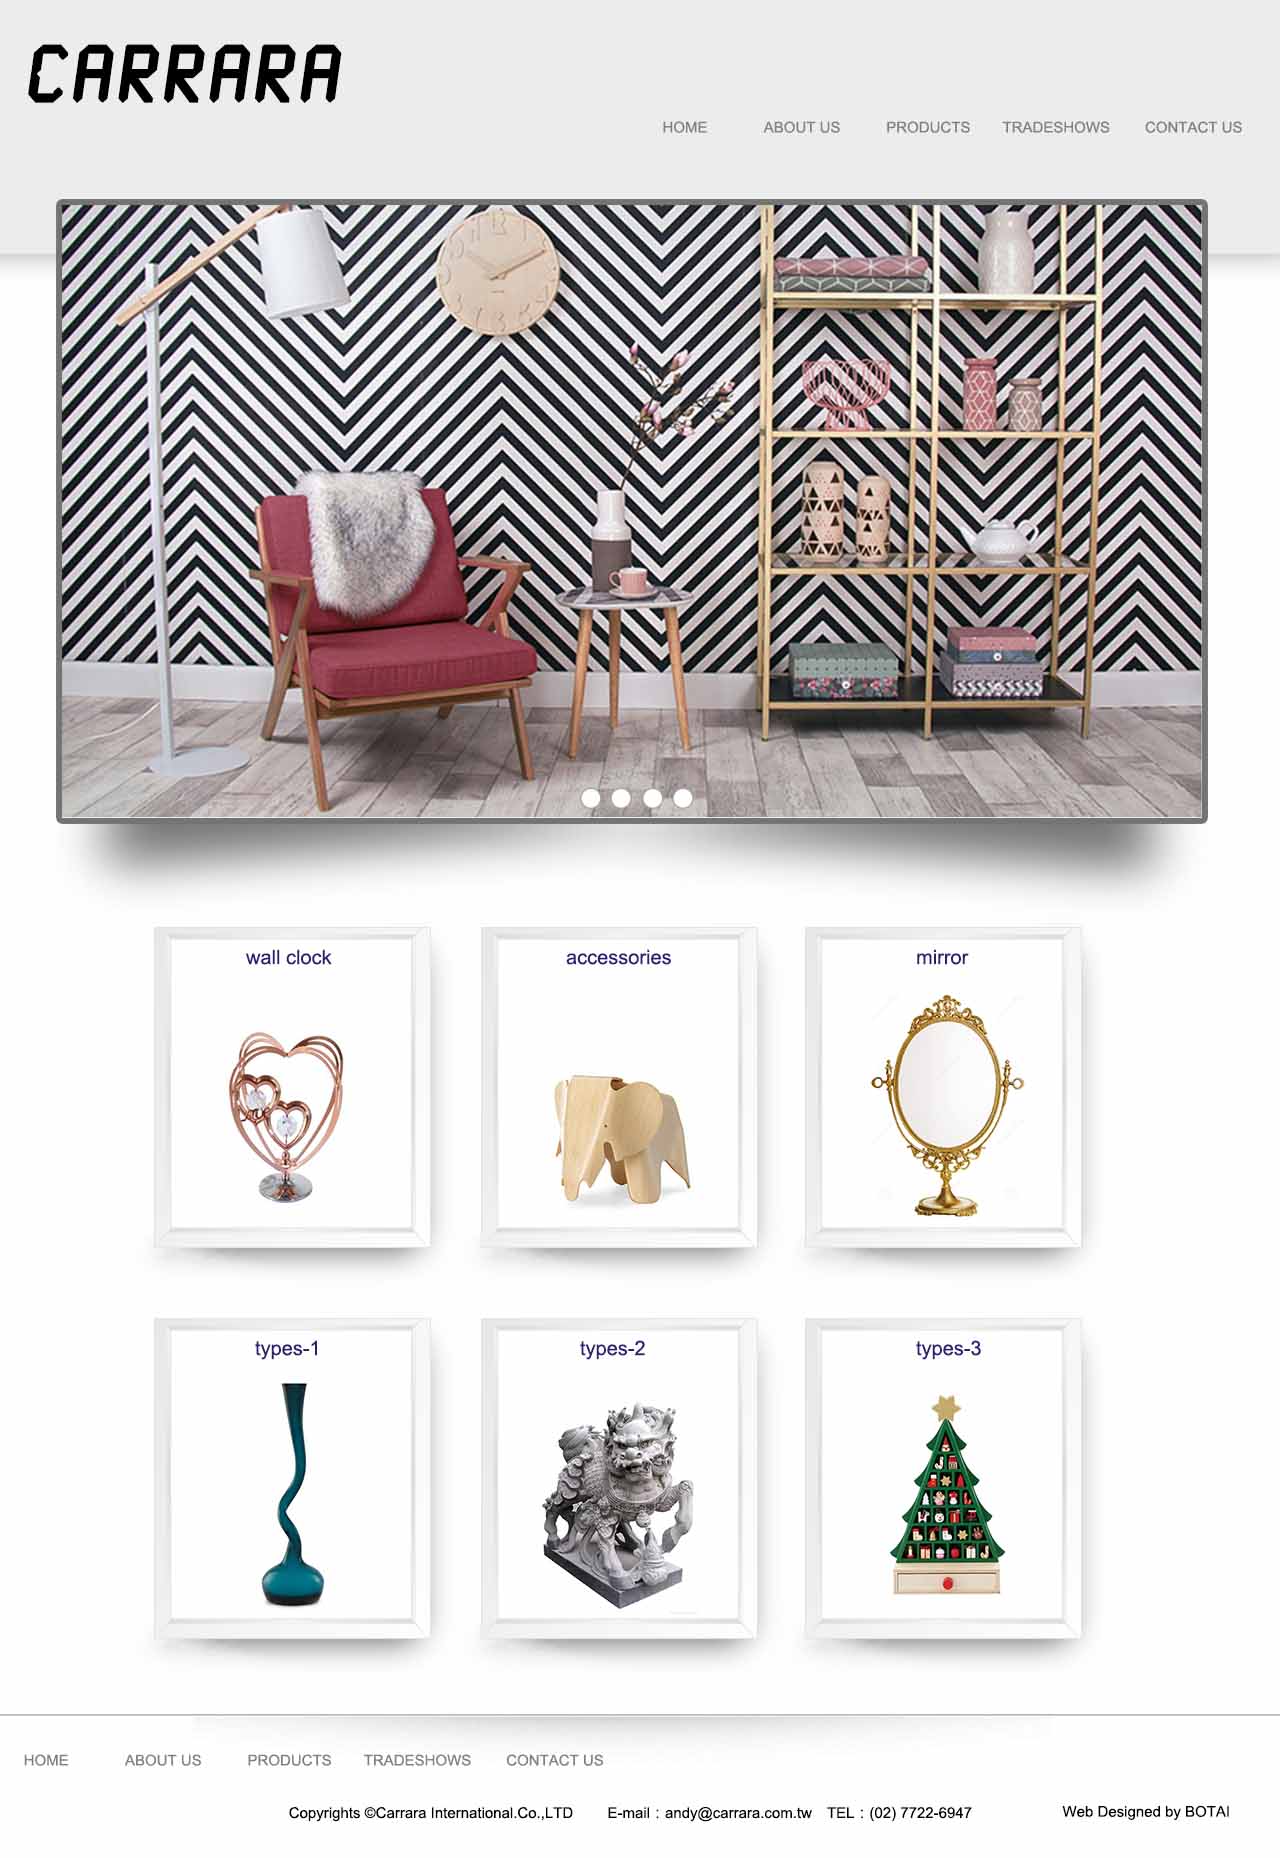 CARRARA
HOME ABOUT US PRODUCTS TRADESHOWS CONTACT US
wall clock accessories mirror
types-1 types-2 types-3
HOME ABOUT US PRODUCTS TRADESHOWS CONTACT US
Copyrights ©Carrara International.Co.,LTD E-mail：andy@carrara.com.tw TEL：(02) 7722-6947 Web Designed by BOTAI